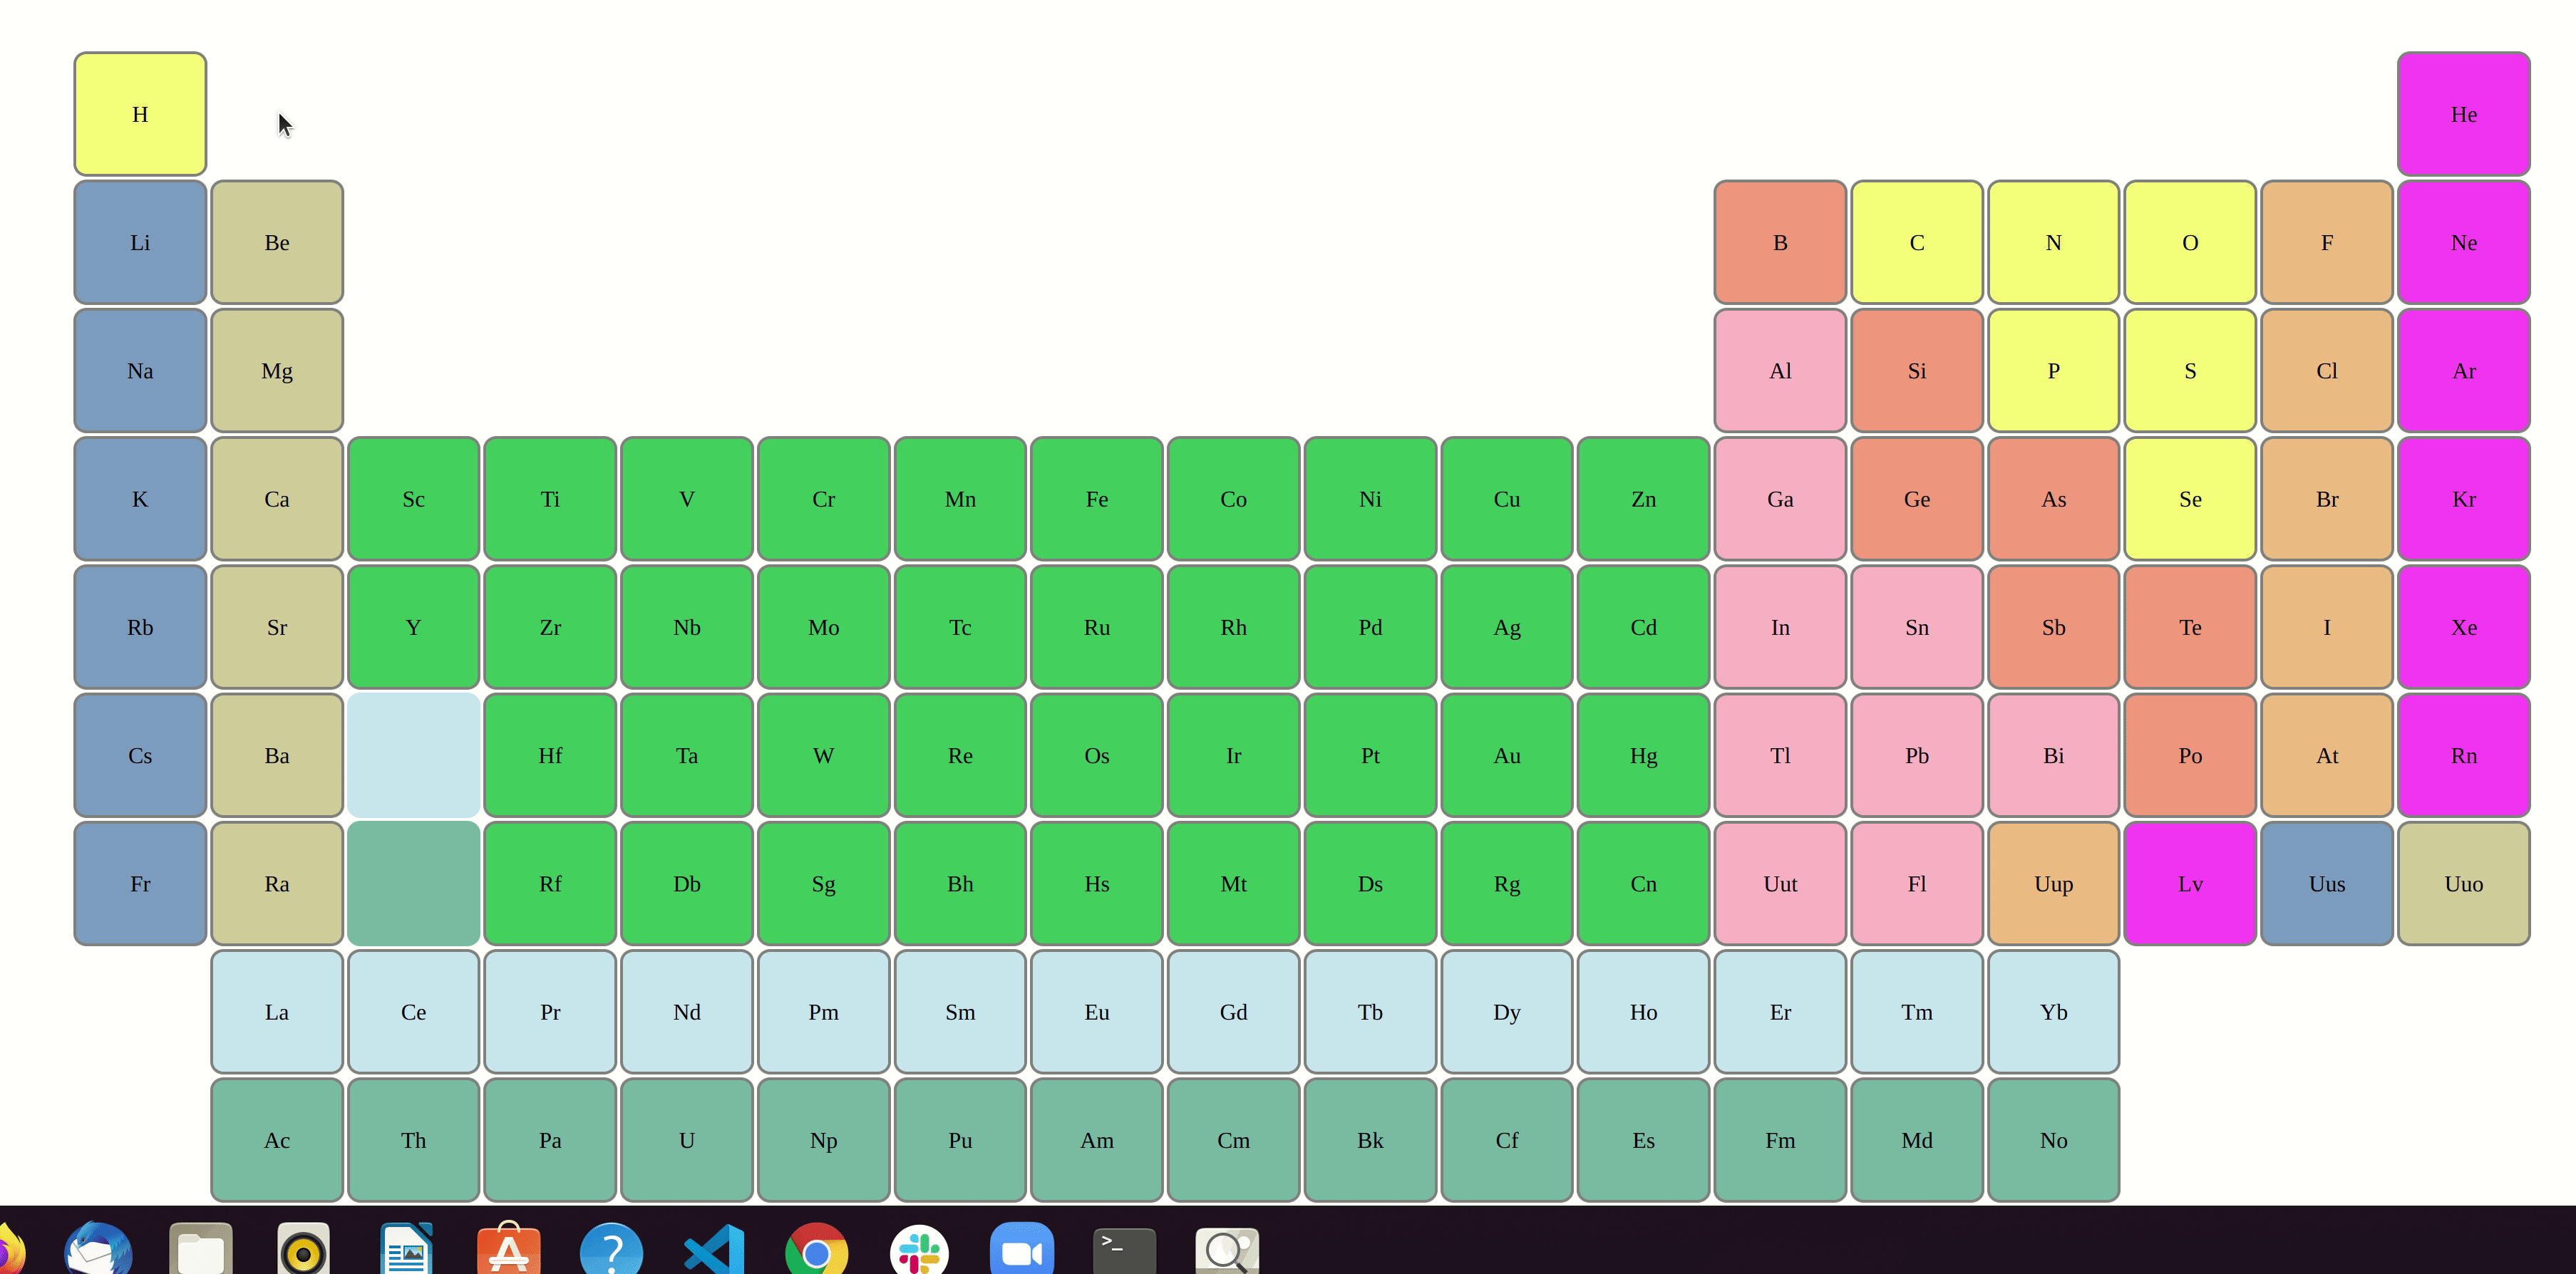 H He
Li Be B C N O F Ne
Na Mg Al Si P S Cl Ar
K Ca Sc Ti V Cr Mn Fe Co Ni Cu Zn Ga Ge As Se Br Kr
Rb Sr Y Zr Nb Mo Tc Ru Rh Pd Ag Cd In Sn Sb Te I Xe
Cs Ba Hf Ta W Re Os Ir Pt Au Hg Tl Pb Bi Po At Rn
Fr Ra Rf Db Sg Bh Hs Mt Ds Rg Cn Uut Fl Uup Lv Uus Uuo
La Ce Pr Nd Pm Sm Eu Gd Tb Dy Ho Er Tm Yb
Ac Th Pa U Np Pu Am Cm Bk Cf Es Fm Md No
? >_